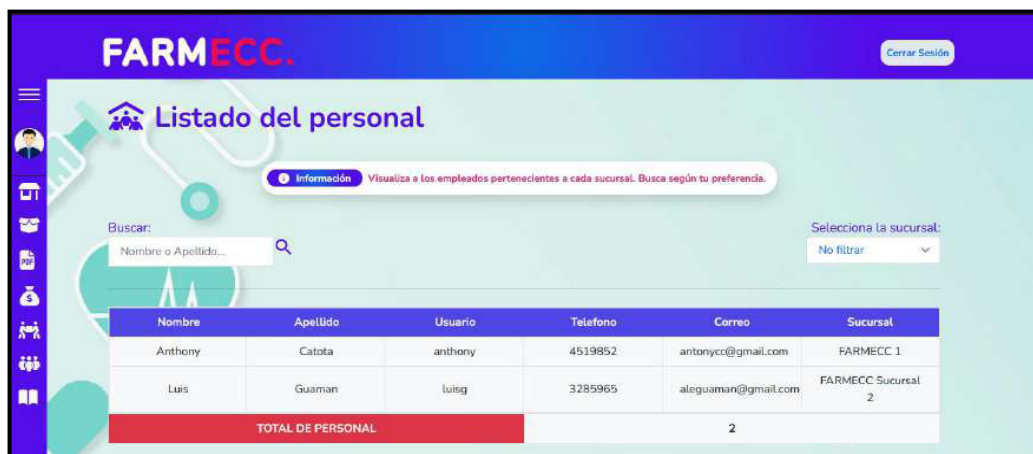 FARMECC.
Cerrar Sesión
Listado del personal
Información Visualiza a los empleados pertenecientes a cada sucursal. Busca según tu preferencia.
Buscar: Selecciona la sucursal:
Nombre o Apellido... No filtrar
PDF
Nombre Apellido Usuario Telefono Correo Sucursal
Anthony Catota anthony 4519852 antonycc@gmail.com FARMECC 1
Luis Guaman luisg 3285965 aleguaman@gmail.com FARMECC Sucursal
2
TOTAL DE PERSONAL 2